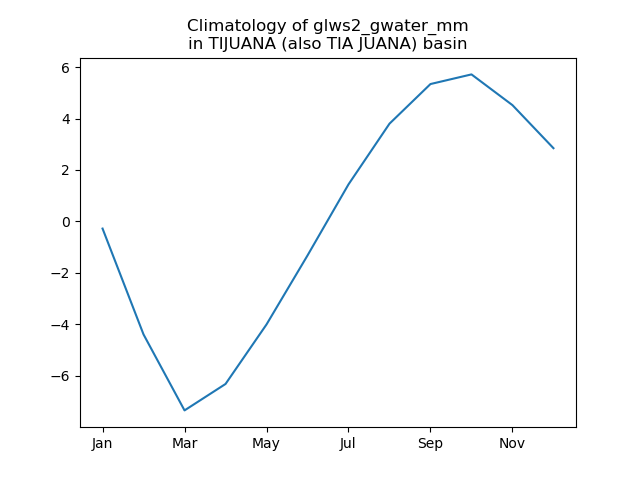 Climatology of glws2_gwater_mm
in TIJUANA (also TIA JUANA) basin
6
4
2
0
−2
−4
−6
Jan
Mar
May
Jul
Sep
Nov